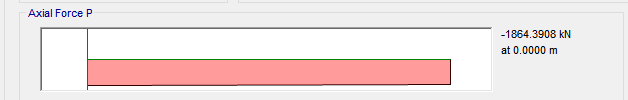 Axial Force P
-1864.3908 kN
at 0.0000 m